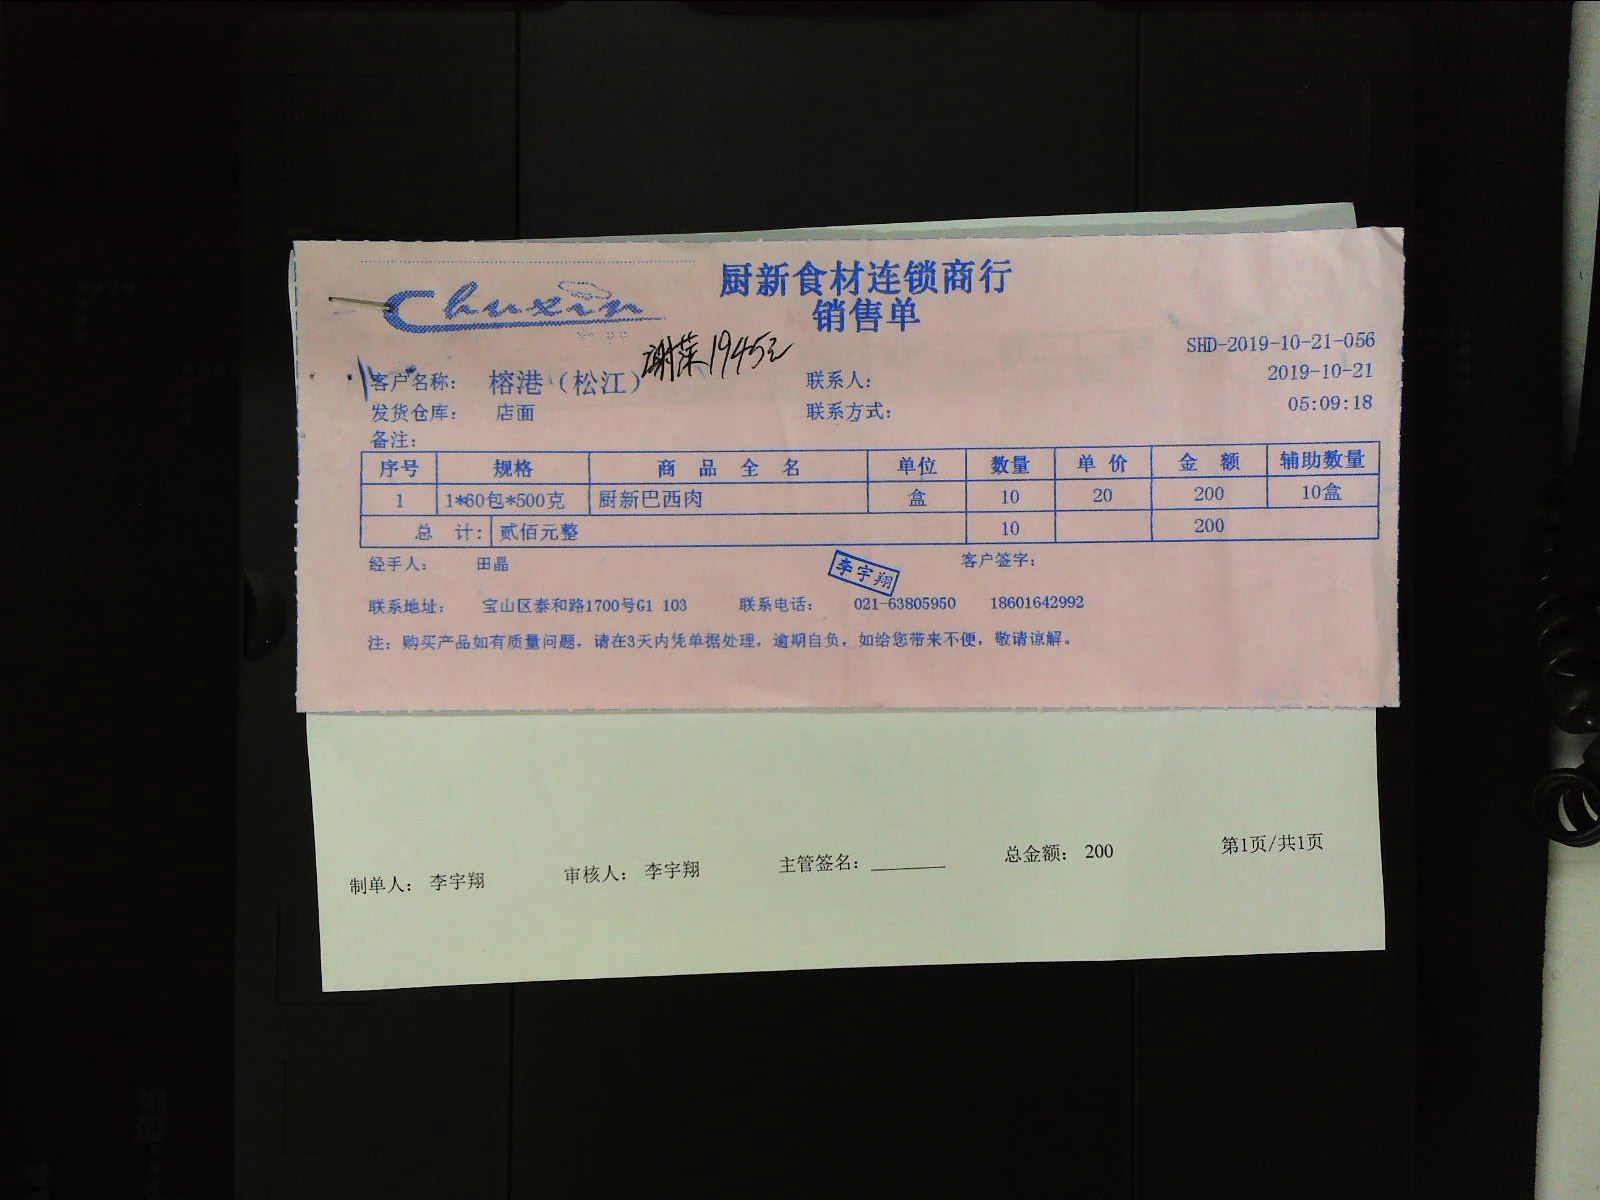 Chuxin
厨新食材连锁商行
销售单
SHD-2019-10-21-056
谢萍 1945元
客户名称： 榕港（松江） 联系人： 2019-10-21
发货仓库： 店面 联系方式： 05:09:18
备注：
序号 规格 商 品 全 名 单位 数量 单 价 金 额 辅助数量
1 1*60包*500克 厨新巴西肉 盒 10 20 200 10盒
总 计： 贰佰元整 10 200
经手人： 田晶 李宇翔 客户签字：
联系地址： 宝山区泰和路1700号G1 103 联系电话： 021-63805950 18601642992
注：购买产品如有质量问题，请在3天内凭单据处理，逾期自负，如给您带来不便，敬请谅解。
制单人： 李宇翔 审核人： 李宇翔 主管签名：________ 总金额： 200 第1页/共1页
B5